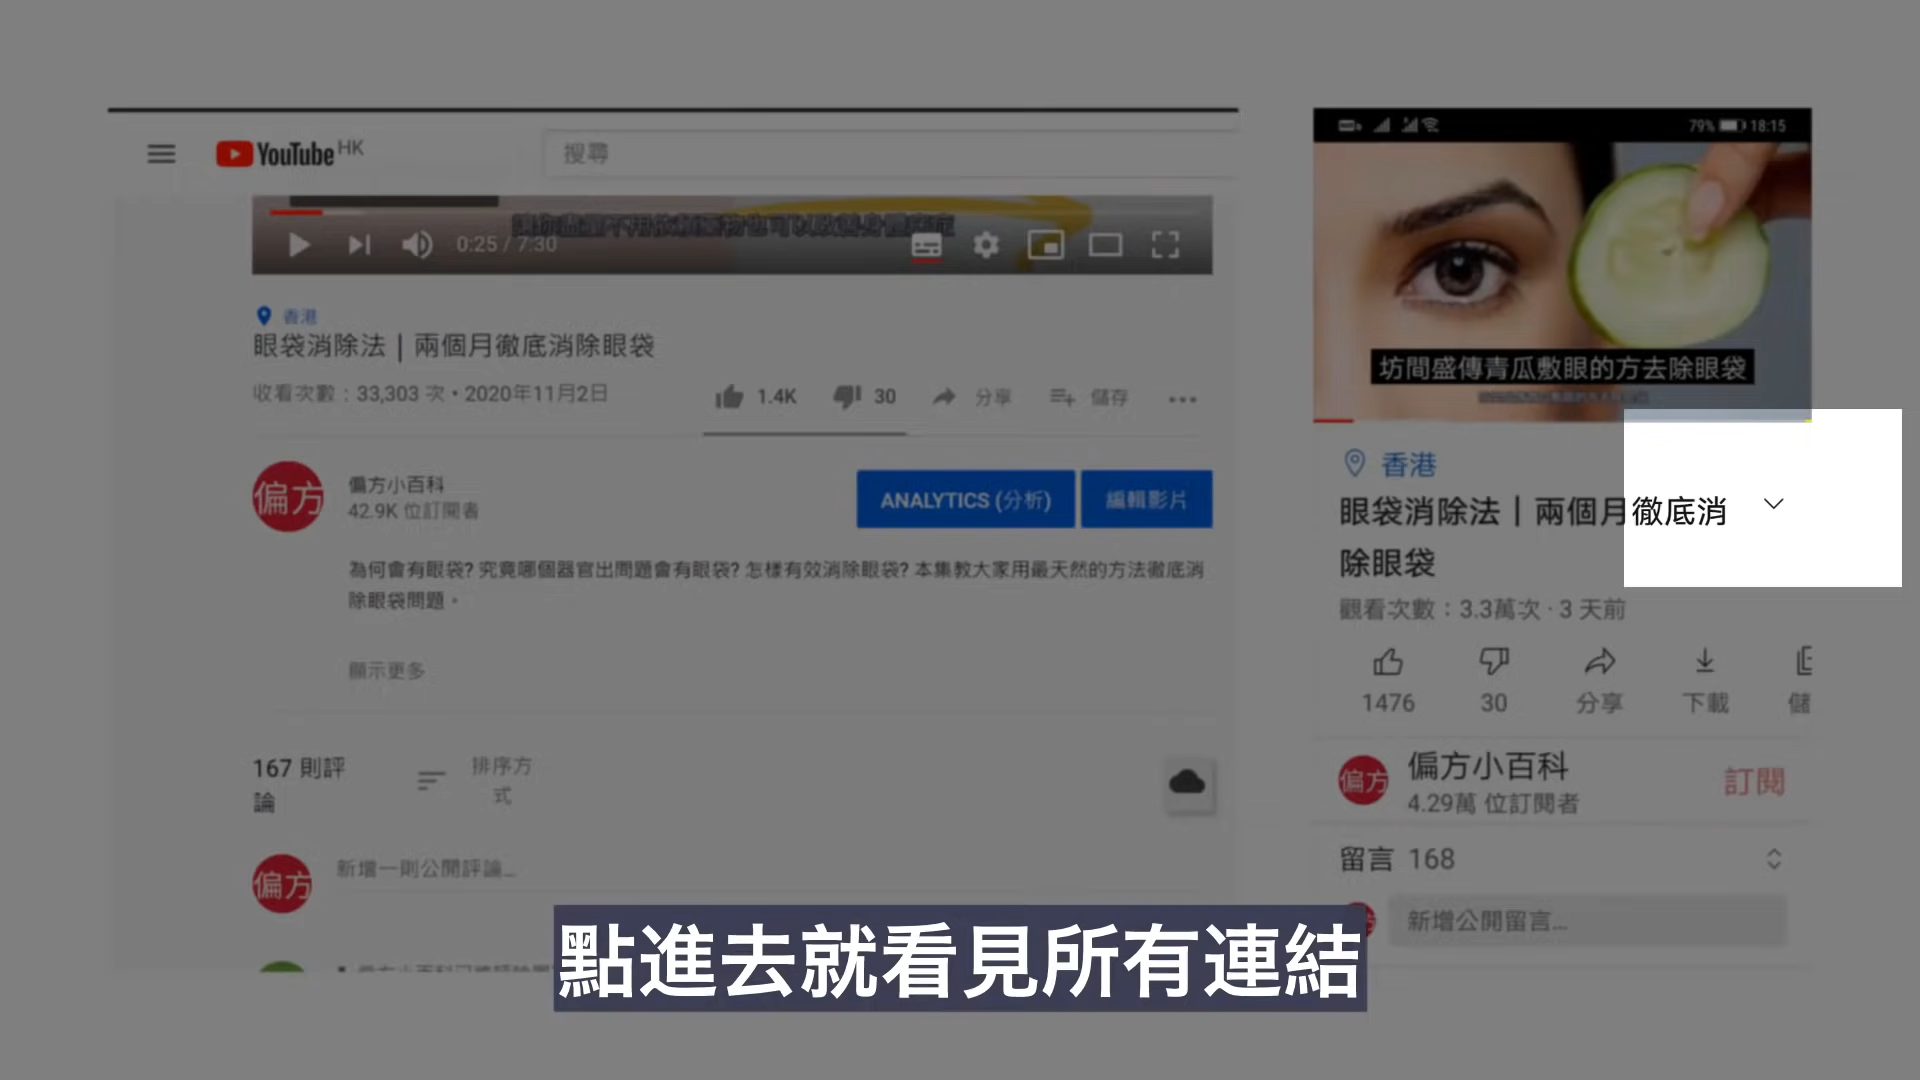 YouTube HK
搜尋
0:25 / 7:30
香港
眼袋消除法｜兩個月徹底消除眼袋
收看次數：33,303 次 • 2020年11月2日
1.4K
30
分享
儲存
偏方
偏方小百科
42.9K 位訂閱者
ANALYTICS (分析)
編輯影片
為何會有眼袋? 究竟哪個器官出問題會有眼袋? 怎樣有效消除眼袋? 本集教大家用最天然的方法徹底消
除眼袋問題。
顯示更多
167 則評
論
排序方
式
偏方
新增一則公開評論...
79% 18:15
坊間盛傳青瓜敷眼的方去除眼袋
香港
眼袋消除法｜兩個月徹底消
除眼袋
觀看次數：3.3萬次 · 3 天前
1476
30
分享
下載
儲
偏方
偏方小百科
4.29萬 位訂閱者
訂閱
留言 168
新增公開留言...
點進去就看見所有連結